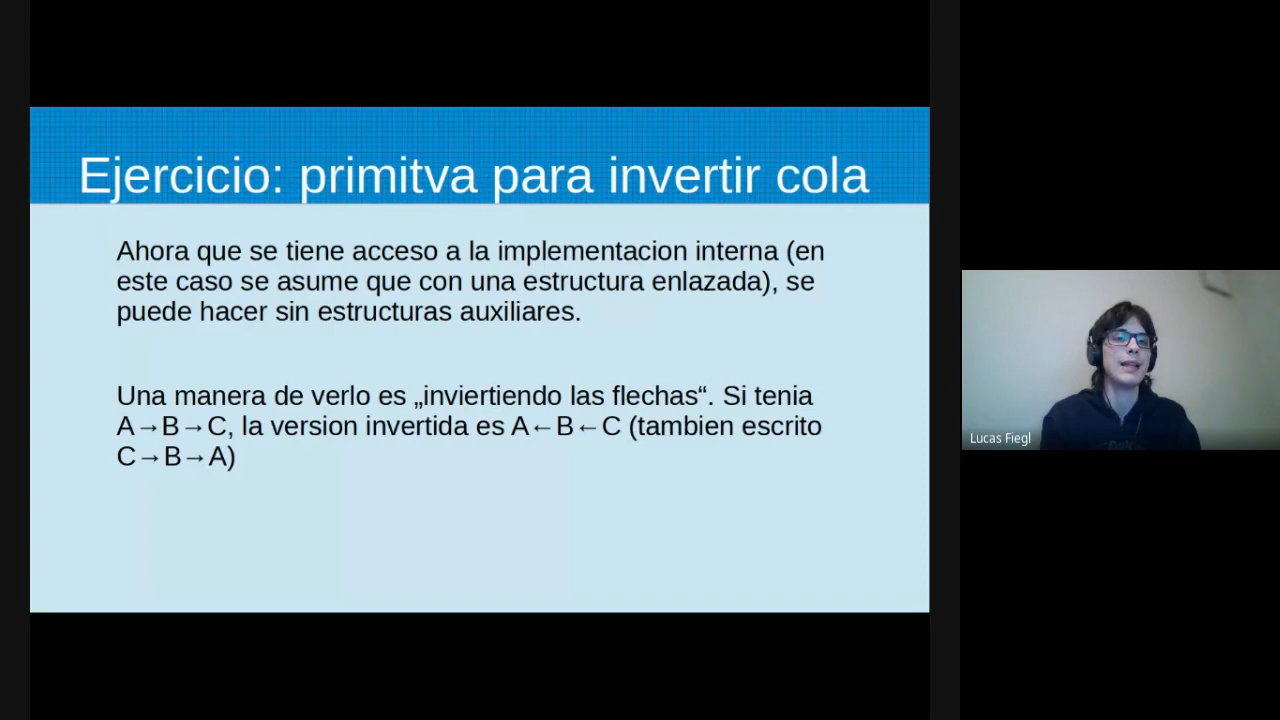 Ejercicio: primitva para invertir cola
Ahora que se tiene acceso a la implementacion interna (en
este caso se asume que con una estructura enlazada), se
puede hacer sin estructuras auxiliares.
Una manera de verlo es „inviertiendo las flechas“. Si tenia
A→B→C, la version invertida es A←B←C (tambien escrito
C→B→A)
Lucas Fiegl